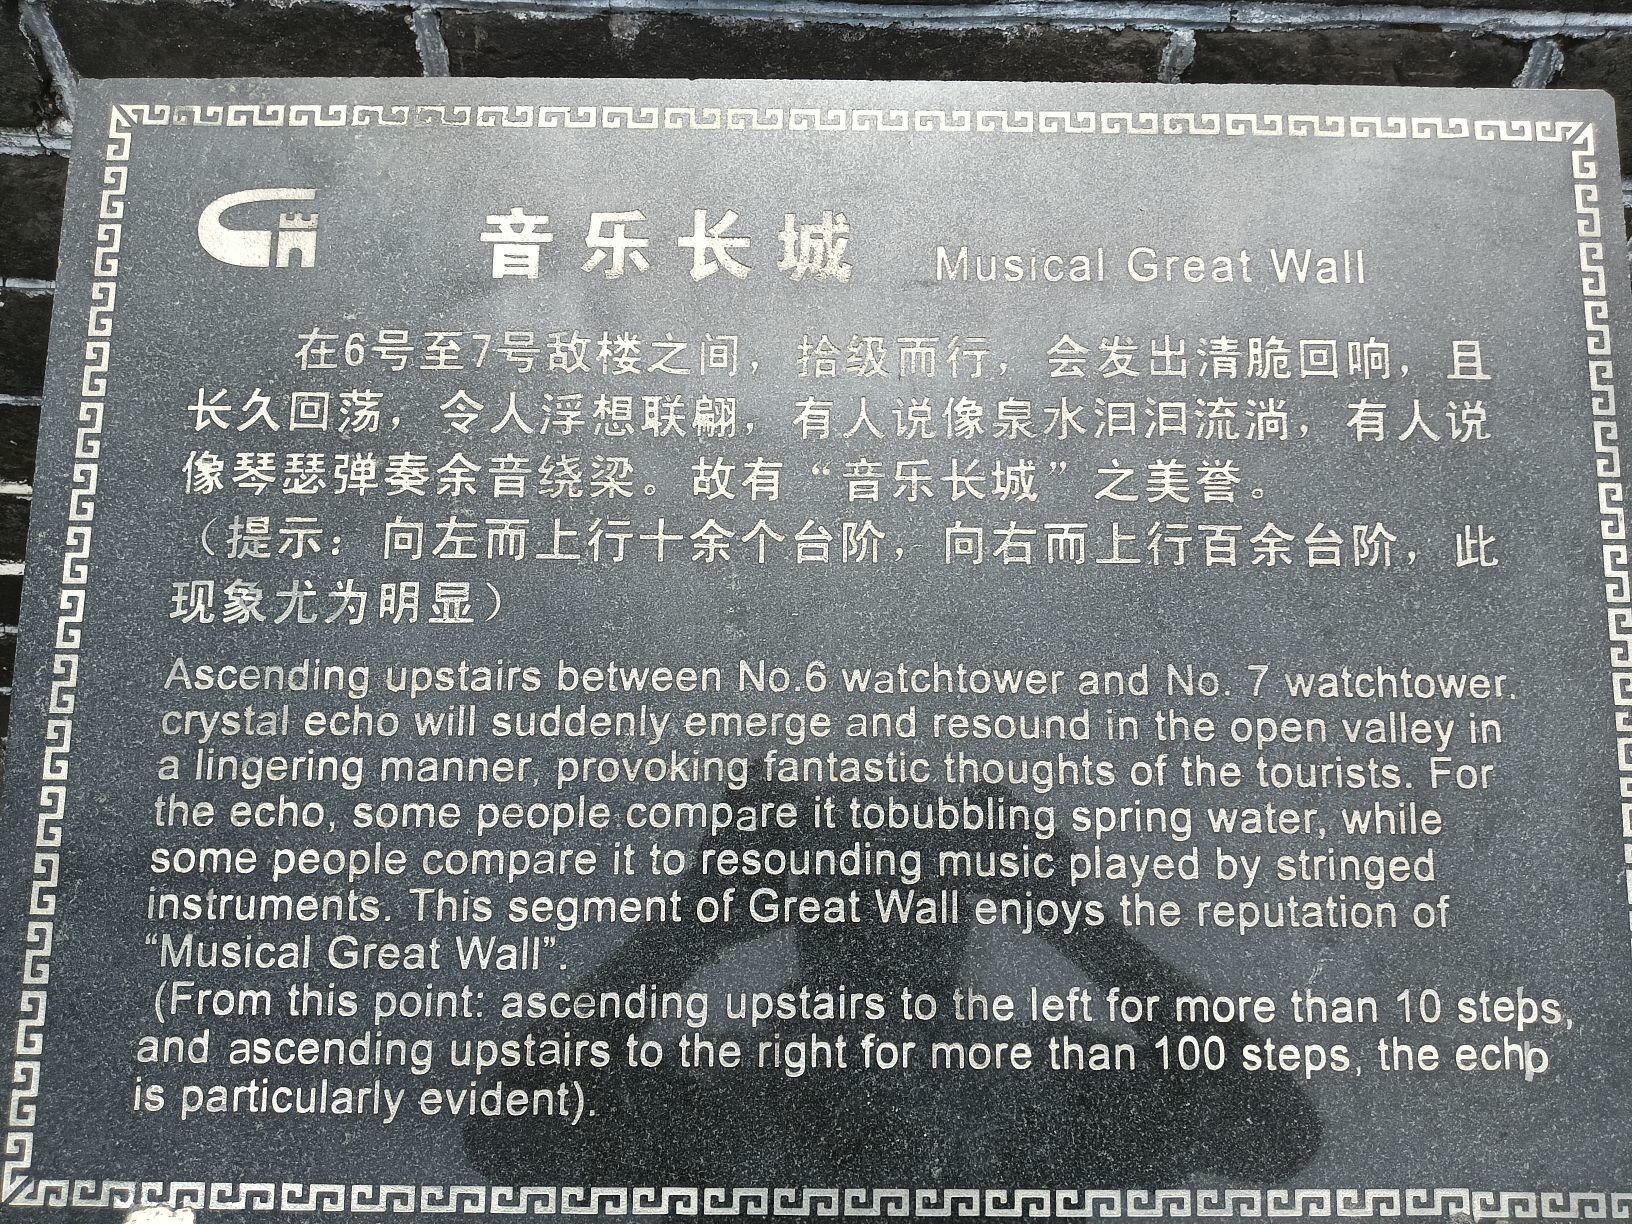 音乐长城 Musical Great Wall
在6号至7号敌楼之间，拾级而行，会发出清脆回响，且
长久回荡，令人浮想联翩，有人说像泉水汩汩流淌，有人说
像琴瑟弹奏余音绕梁。故有“音乐长城”之美誉。
（提示：向左而上行十余个台阶，向右而上行百余台阶，此
现象尤为明显）
Ascending upstairs between No.6 watchtower and No. 7 watchtower.
crystal echo will suddenly emerge and resound in the open valley in
a lingering manner, provoking fantastic thoughts of the tourists. For
the echo, some people compare it tobubbling spring water, while
some people compare it to resounding music played by stringed
instruments. This segment of Great Wall enjoys the reputation of
“Musical Great Wall”.
(From this point: ascending upstairs to the left for more than 10 steps,
and ascending upstairs to the right for more than 100 steps, the echo
is particularly evident).